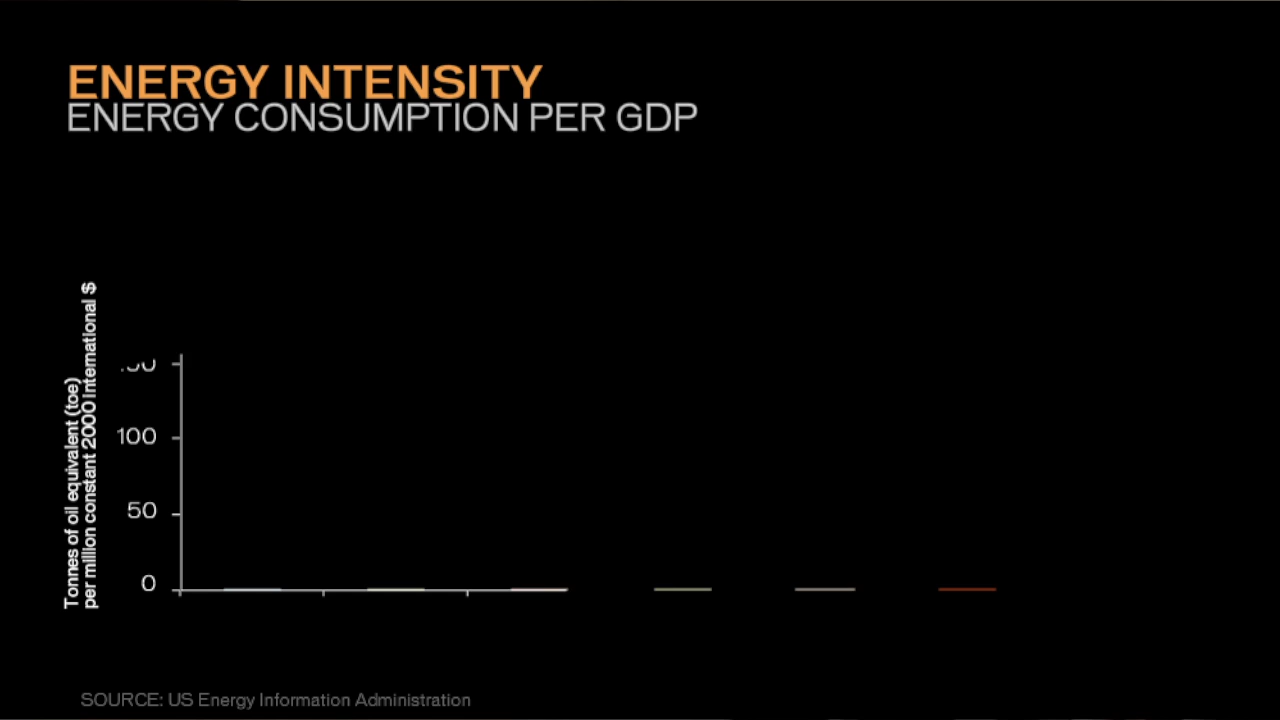 ENERGY INTENSITY
ENERGY CONSUMPTION PER GDP
Tonnes of oil equivalent (toe)
per million constant 2000 International $
100
50
0
SOURCE: US Energy Information Administration